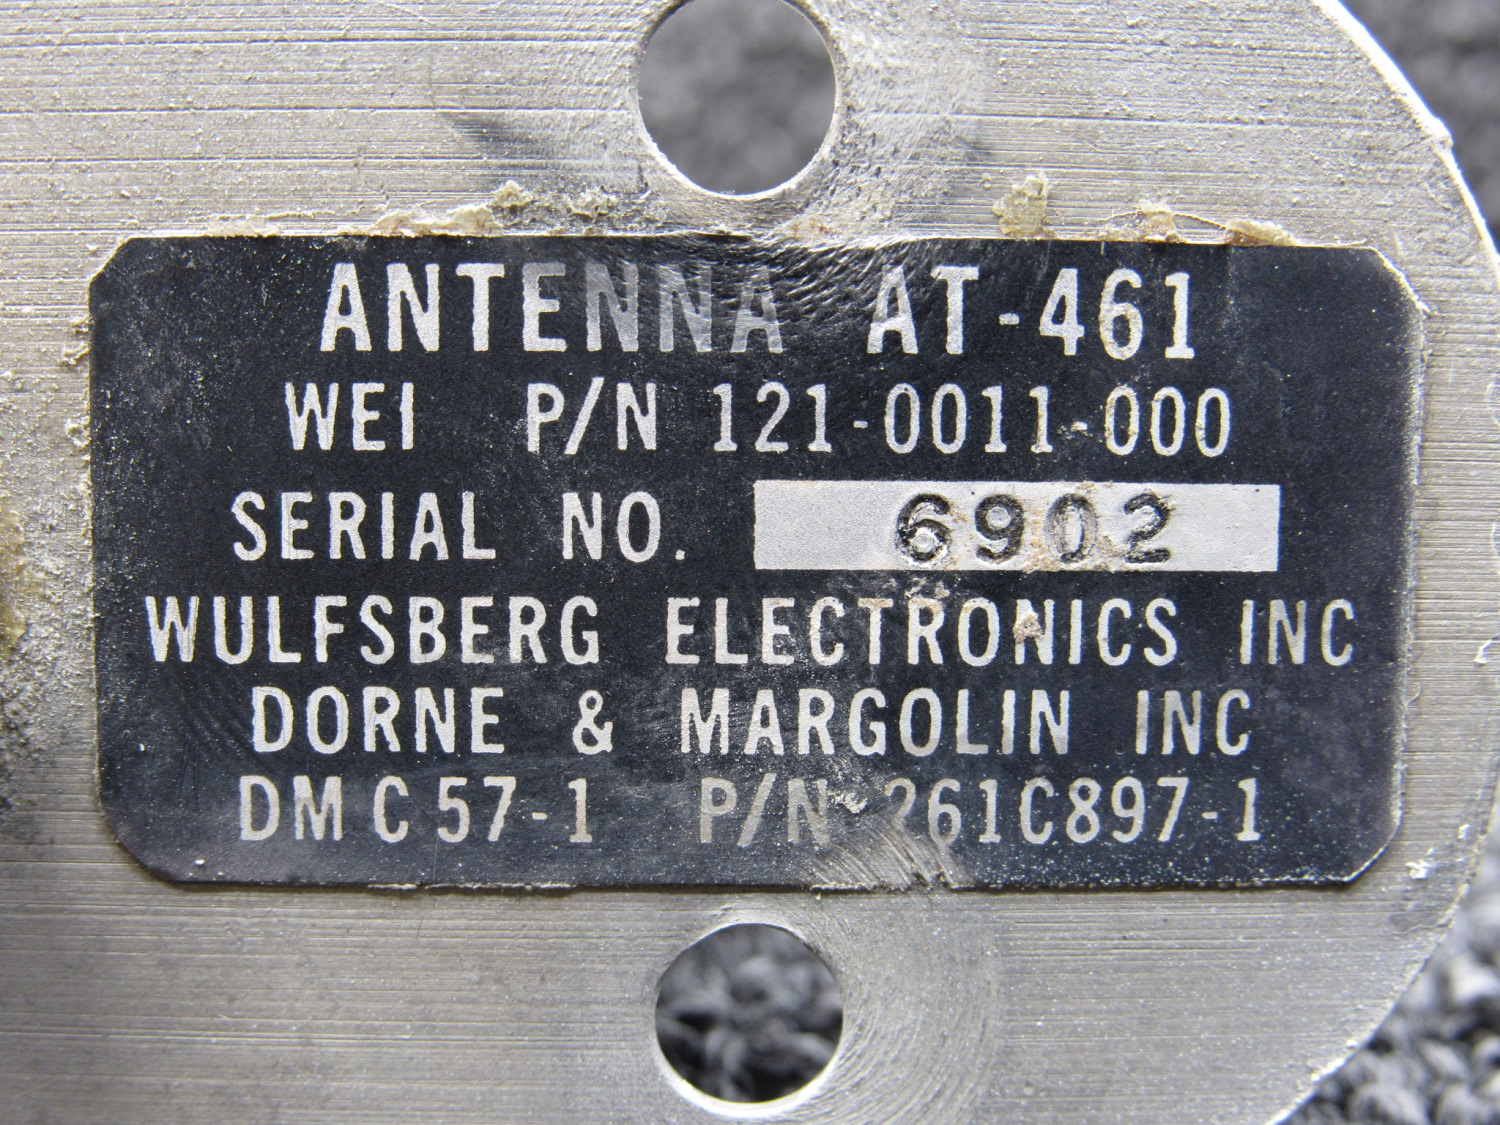 ANTENNA AT-461
WEI P/N 121-0011-000
SERIAL NO. 6902
WULFSBERG ELECTRONICS INC
DORNE & MARGOLIN INC
DM C57-1 P/N 261C897-1